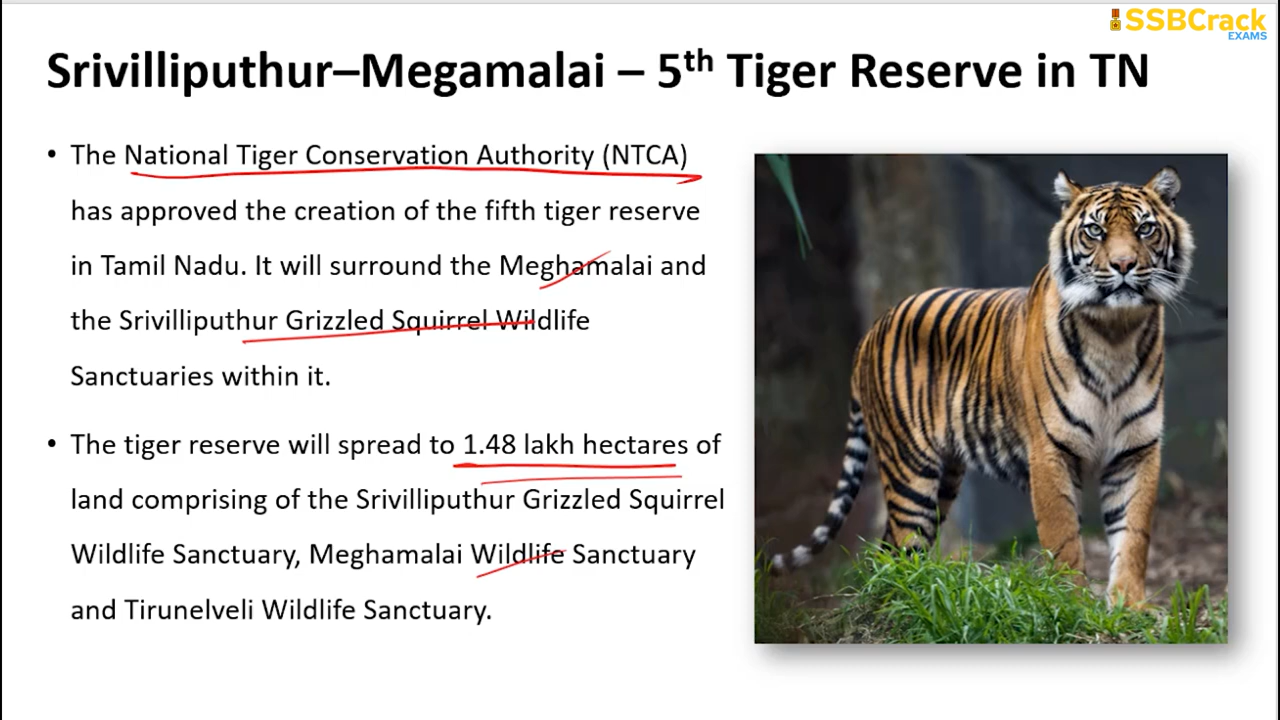 SSBCrack
EXAMS
Srivilliputhur–Megamalai – 5th Tiger Reserve in TN
• The National Tiger Conservation Authority (NTCA)
has approved the creation of the fifth tiger reserve
in Tamil Nadu. It will surround the Meghamalai and
the Srivilliputhur Grizzled Squirrel Wildlife
Sanctuaries within it.
• The tiger reserve will spread to 1.48 lakh hectares of
land comprising of the Srivilliputhur Grizzled Squirrel
Wildlife Sanctuary, Meghamalai Wildlife Sanctuary
and Tirunelveli Wildlife Sanctuary.